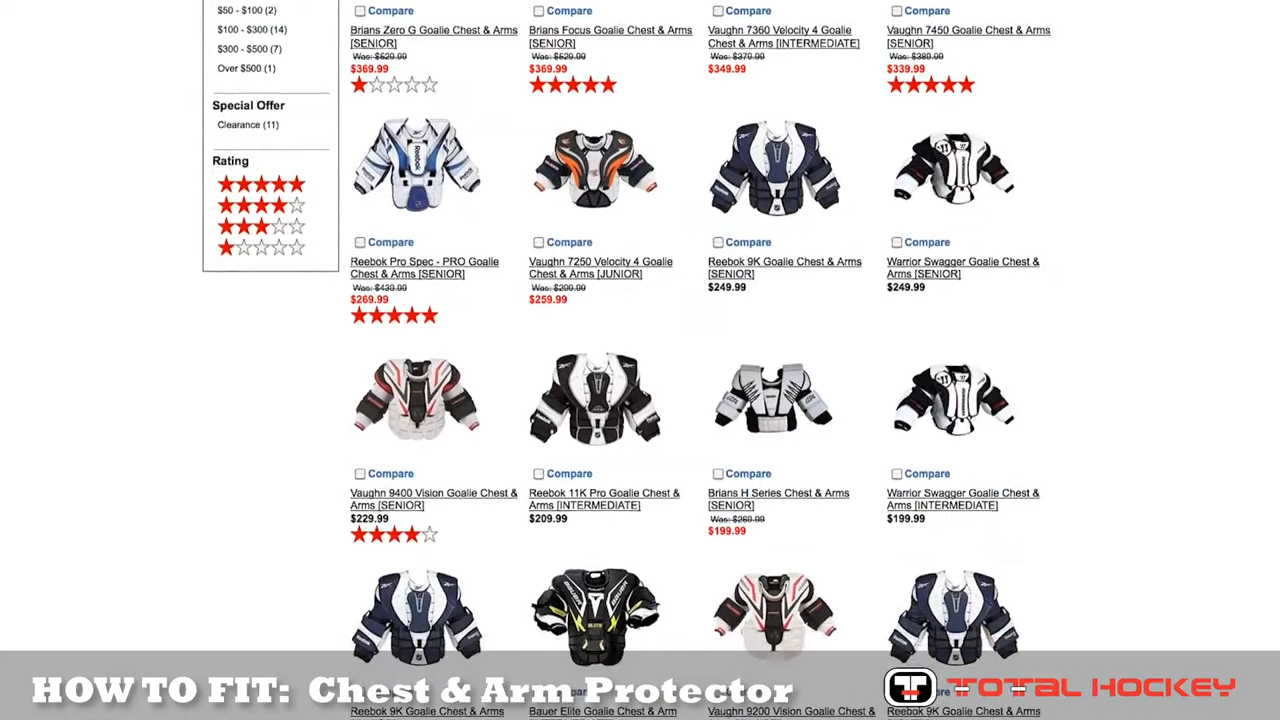 $50 - $100 (2)
$100 - $300 (14)
$300 - $500 (7)
Over $500 (1)
Special Offer
Clearance (11)
Rating
Compare
Compare
Compare
Compare
Brians Zero G Goalie Chest & Arms
[SENIOR]
Was: $529.99
$369.99
Brians Focus Goalie Chest & Arms
[SENIOR]
Was: $529.99
$369.99
Vaughn 7360 Velocity 4 Goalie
Chest & Arms [INTERMEDIATE]
Was: $379.99
$349.99
Vaughn 7450 Goalie Chest & Arms
[SENIOR]
Was: $389.99
$339.99
Reebok
Compare
Compare
Compare
Compare
Reebok Pro Spec - PRO Goalie
Chest & Arms [SENIOR]
Was: $439.99
$269.99
Vaughn 7250 Velocity 4 Goalie
Chest & Arms [JUNIOR]
Was: $299.99
$259.99
Reebok 9K Goalie Chest & Arms
[SENIOR]
$249.99
Warrior Swagger Goalie Chest &
Arms [SENIOR]
$249.99
Compare
Compare
Compare
Compare
Vaughn 9400 Vision Goalie Chest &
Arms [SENIOR]
$229.99
Reebok 11K Pro Goalie Chest &
Arms [INTERMEDIATE]
$209.99
Brians H Series Chest & Arms
[SENIOR]
Was: $269.99
$199.99
Warrior Swagger Goalie Chest &
Arms [INTERMEDIATE]
$199.99
BAUER
BAUER
HOW TO FIT: Chest & Arm Protector
TOTAL HOCKEY
Reebok 9K Goalie Chest & Arms
Bauer Elite Goalie Chest & Arm
Vaughn 9200 Vision Goalie Chest &
Reebok 9K Goalie Chest & Arms